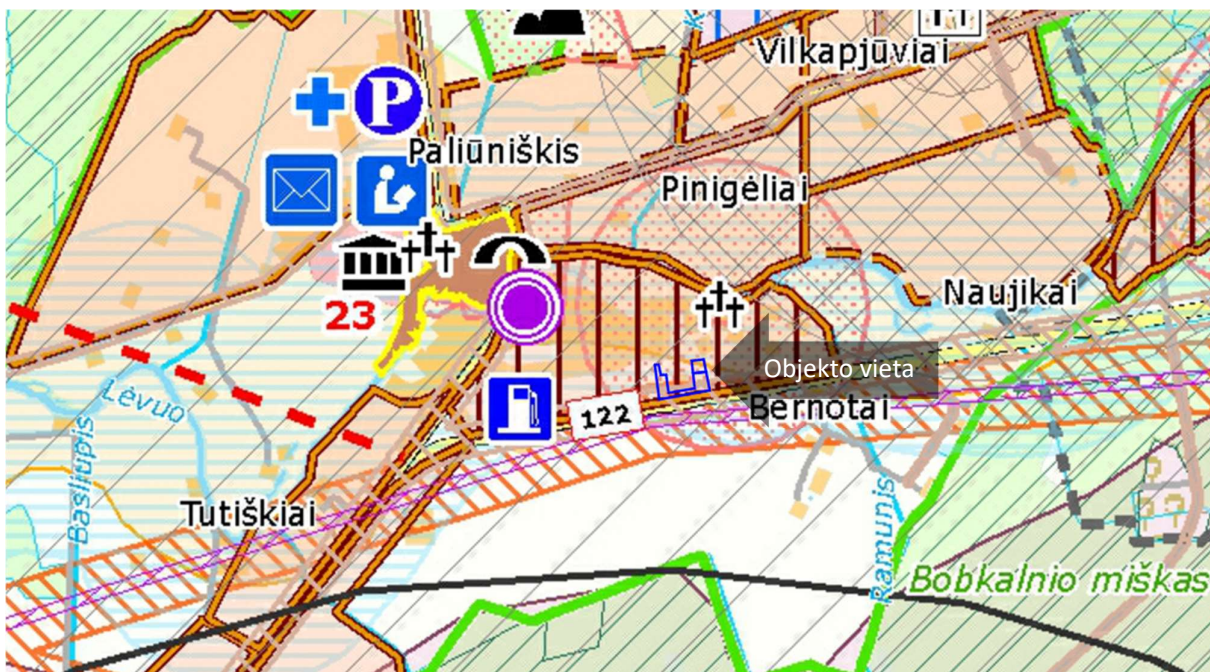 Vilkapjūviai
P
Paliūniškis
Pinigėliai
23
Naujikai
Lėvuo
Objekto vieta
Bernotai
122
Basliupis
Tutiškiai
Ramunis
Bobkalnio miškas